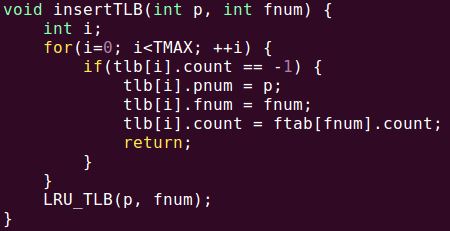 void insertTLB(int p, int fnum) {
    int i;
    for(i=0; i<TMAX; ++i) {
        if(tlb[i].count == -1) {
            tlb[i].pnum = p;
            tlb[i].fnum = fnum;
            tlb[i].count = ftab[fnum].count;
            return;
        }
    }
    LRU_TLB(p, fnum);
}